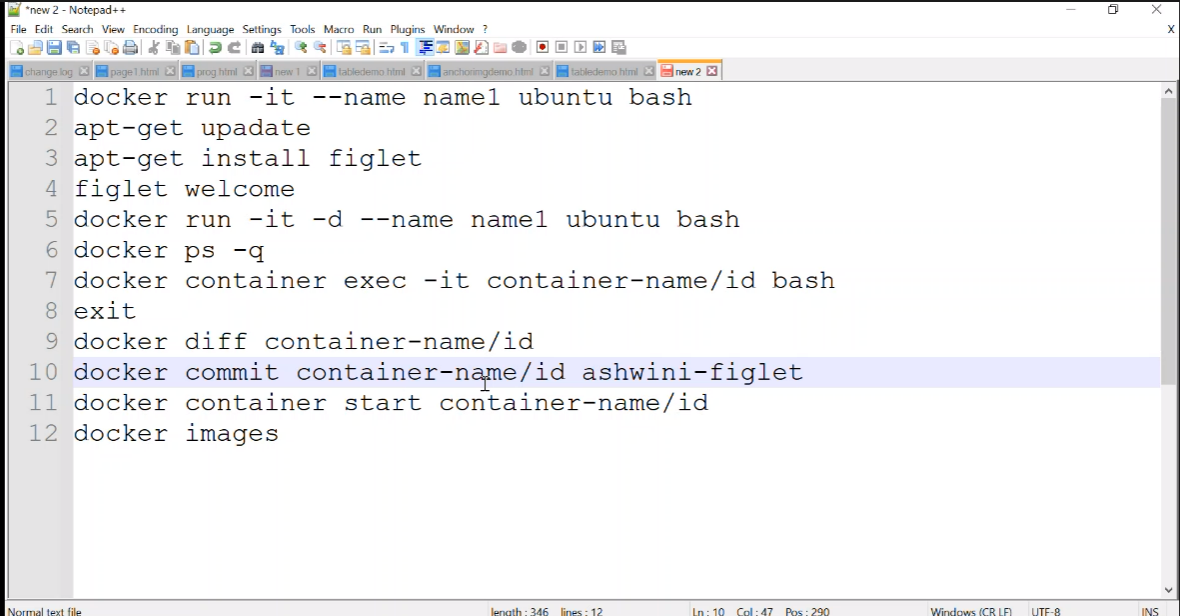 *new 2 - Notepad++
File Edit Search View Encoding Language Settings Tools Macro Run Plugins Window ?
X
change.log page1.html prog.html new 1 tabledemo.html anchorimgdemo.html tabledemo.html new 2
1 docker run -it --name name1 ubuntu bash
2 apt-get upadate
3 apt-get install figlet
4 figlet welcome
5 docker run -it -d --name name1 ubuntu bash
6 docker ps -q
7 docker container exec -it container-name/id bash
8 exit
9 docker diff container-name/id
10 docker commit container-name/id ashwini-figlet
11 docker container start container-name/id
12 docker images
Normal text file length : 346 lines : 12 Ln : 10 Col : 47 Pos : 290 Windows (CR LF) UTF-8 INS